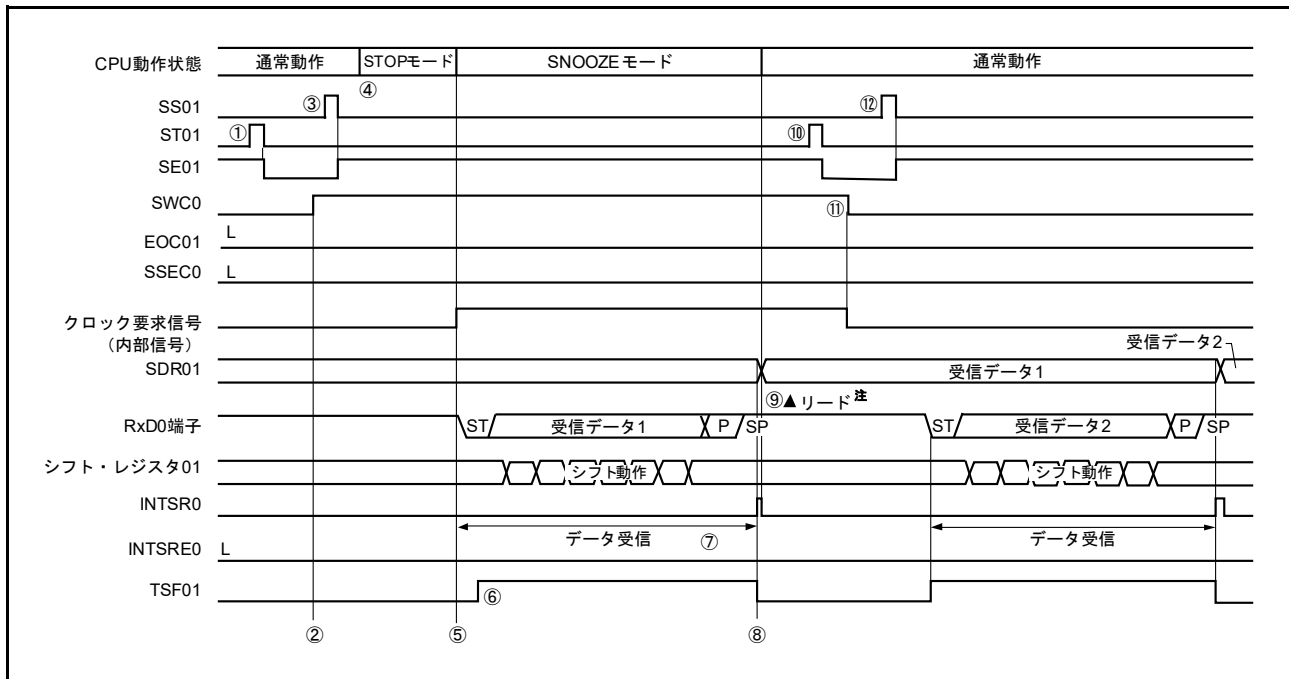 CPU動作状態 通常動作 STOPモード SNOOZEモード 通常動作
④
SS01 ③ ⑫
ST01 ① ⑩
SE01
SWC0 ⑪
EOC01 L
SSEC0 L
クロック要求信号
（内部信号）
受信データ2
SDR01 受信データ1
⑨▲リード注
RxD0端子 ST 受信データ1 P SP ST 受信データ2 P SP
シフト・レジスタ01 シフト動作 シフト動作
INTSR0
データ受信 ⑦ データ受信
INTSRE0 L
TSF01 ⑥
② ⑤ ⑧